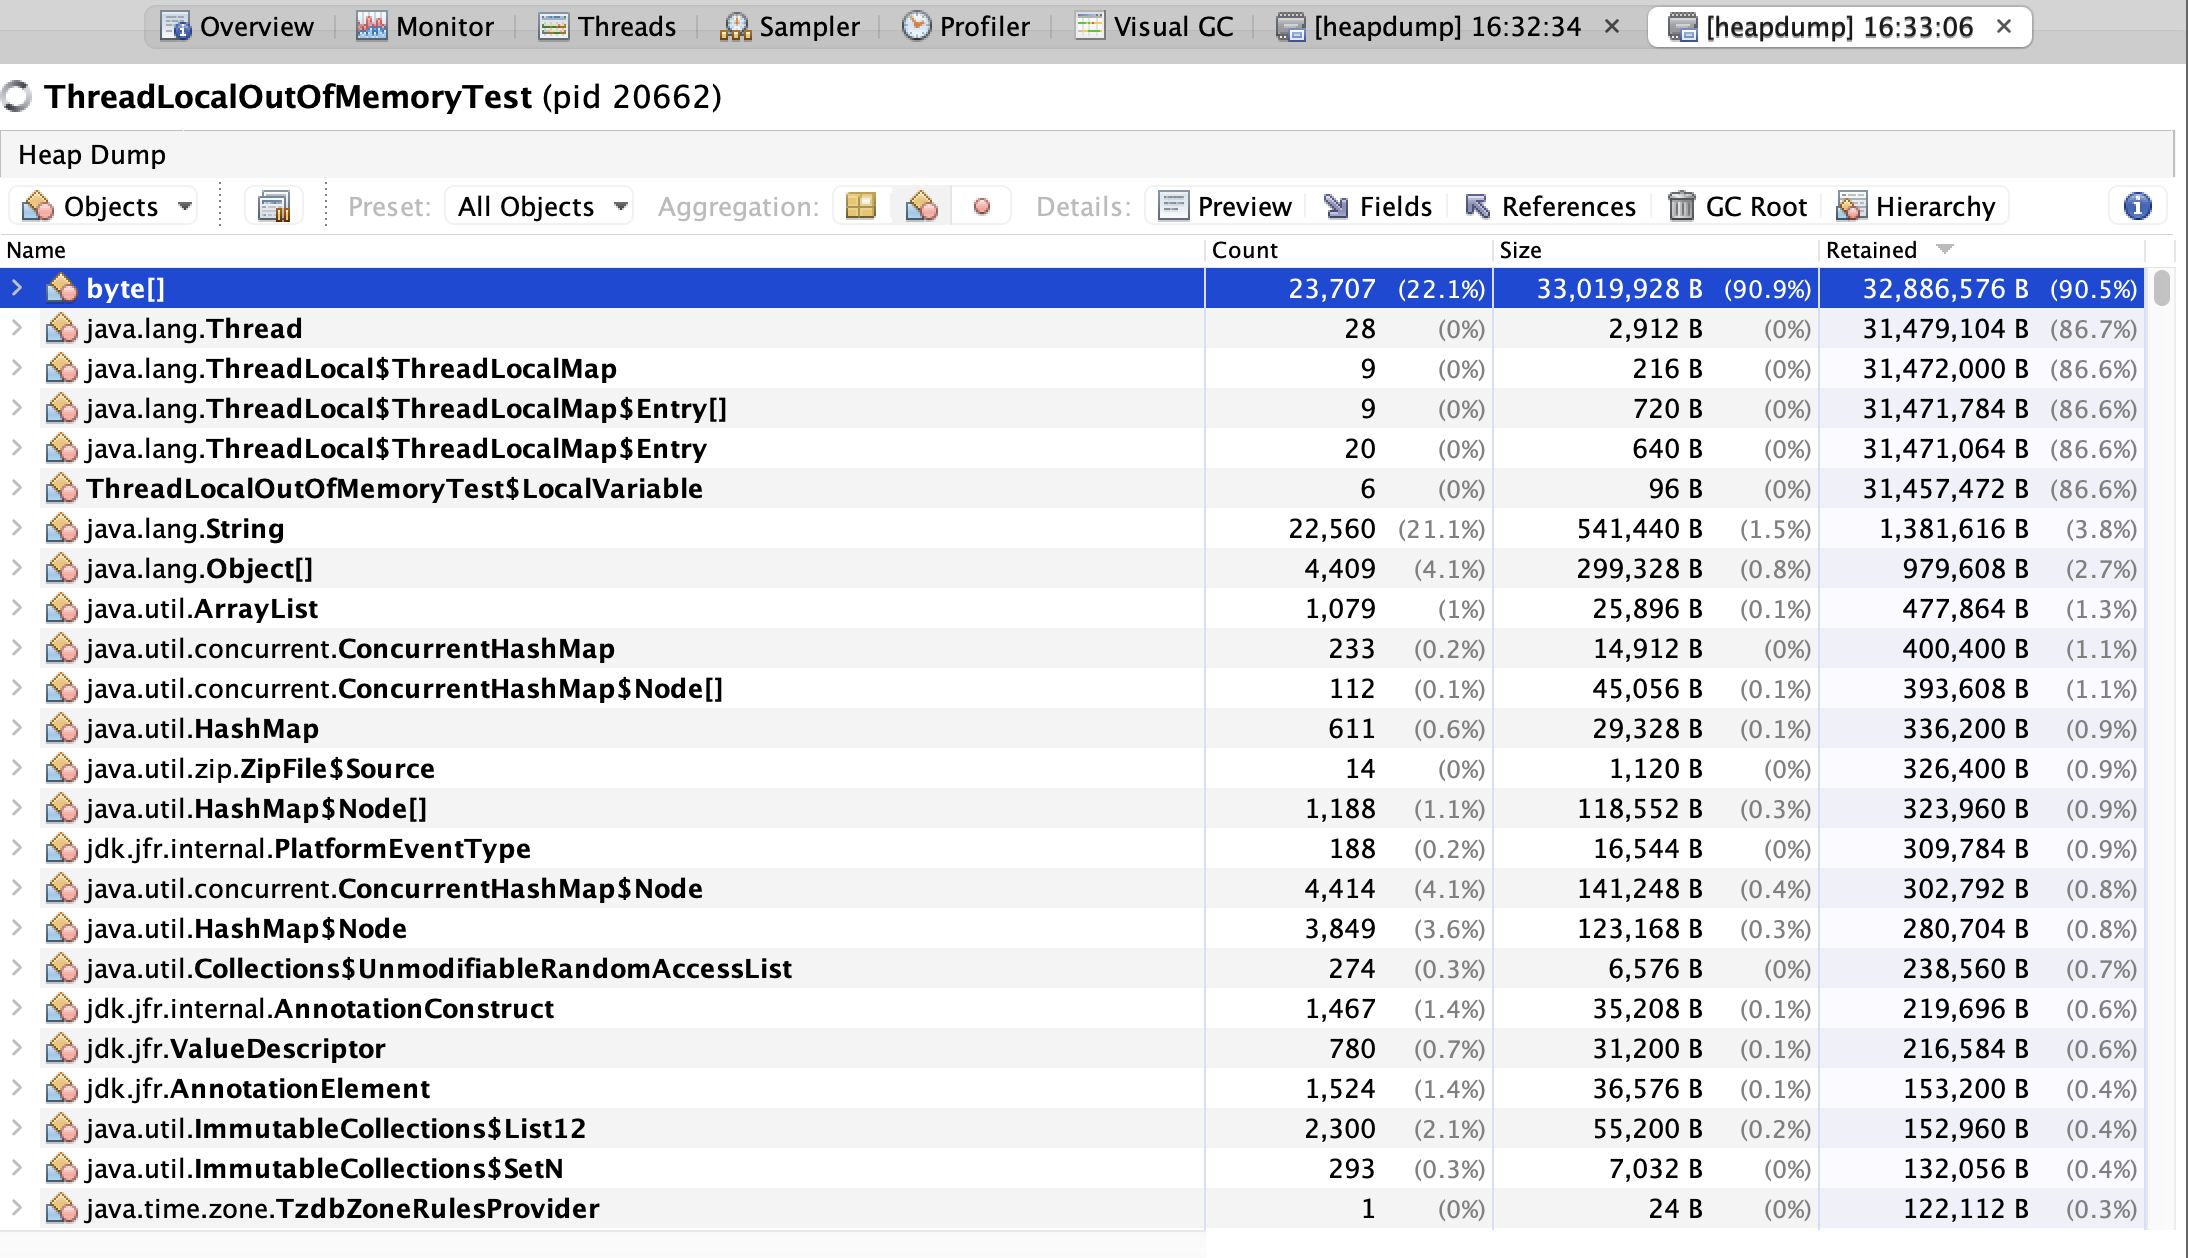 Overview Monitor Threads Sampler Profiler Visual GC [heapdump] 16:32:34 × [heapdump] 16:33:06 ×
ThreadLocalOutOfMemoryTest (pid 20662)
Heap Dump
Objects Preset: All Objects Aggregation: Details: Preview Fields References GC Root Hierarchy
Name Count Size Retained
byte[] 23,707 (22.1%) 33,019,928 B (90.9%) 32,886,576 B (90.5%)
java.lang.Thread 28 (0%) 2,912 B (0%) 31,479,104 B (86.7%)
java.lang.ThreadLocal$ThreadLocalMap 9 (0%) 216 B (0%) 31,472,000 B (86.6%)
java.lang.ThreadLocal$ThreadLocalMap$Entry[] 9 (0%) 720 B (0%) 31,471,784 B (86.6%)
java.lang.ThreadLocal$ThreadLocalMap$Entry 20 (0%) 640 B (0%) 31,471,064 B (86.6%)
ThreadLocalOutOfMemoryTest$LocalVariable 6 (0%) 96 B (0%) 31,457,472 B (86.6%)
java.lang.String 22,560 (21.1%) 541,440 B (1.5%) 1,381,616 B (3.8%)
java.lang.Object[] 4,409 (4.1%) 299,328 B (0.8%) 979,608 B (2.7%)
java.util.ArrayList 1,079 (1%) 25,896 B (0.1%) 477,864 B (1.3%)
java.util.concurrent.ConcurrentHashMap 233 (0.2%) 14,912 B (0%) 400,400 B (1.1%)
java.util.concurrent.ConcurrentHashMap$Node[] 112 (0.1%) 45,056 B (0.1%) 393,608 B (1.1%)
java.util.HashMap 611 (0.6%) 29,328 B (0.1%) 336,200 B (0.9%)
java.util.zip.ZipFile$Source 14 (0%) 1,120 B (0%) 326,400 B (0.9%)
java.util.HashMap$Node[] 1,188 (1.1%) 118,552 B (0.3%) 323,960 B (0.9%)
jdk.jfr.internal.PlatformEventType 188 (0.2%) 16,544 B (0%) 309,784 B (0.9%)
java.util.concurrent.ConcurrentHashMap$Node 4,414 (4.1%) 141,248 B (0.4%) 302,792 B (0.8%)
java.util.HashMap$Node 3,849 (3.6%) 123,168 B (0.3%) 280,704 B (0.8%)
java.util.Collections$UnmodifiableRandomAccessList 274 (0.3%) 6,576 B (0%) 238,560 B (0.7%)
jdk.jfr.internal.AnnotationConstruct 1,467 (1.4%) 35,208 B (0.1%) 219,696 B (0.6%)
jdk.jfr.ValueDescriptor 780 (0.7%) 31,200 B (0.1%) 216,584 B (0.6%)
jdk.jfr.AnnotationElement 1,524 (1.4%) 36,576 B (0.1%) 153,200 B (0.4%)
java.util.ImmutableCollections$List12 2,300 (2.1%) 55,200 B (0.2%) 152,960 B (0.4%)
java.util.ImmutableCollections$SetN 293 (0.3%) 7,032 B (0%) 132,056 B (0.4%)
java.time.zone.TzdbZoneRulesProvider 1 (0%) 24 B (0%) 122,112 B (0.3%)